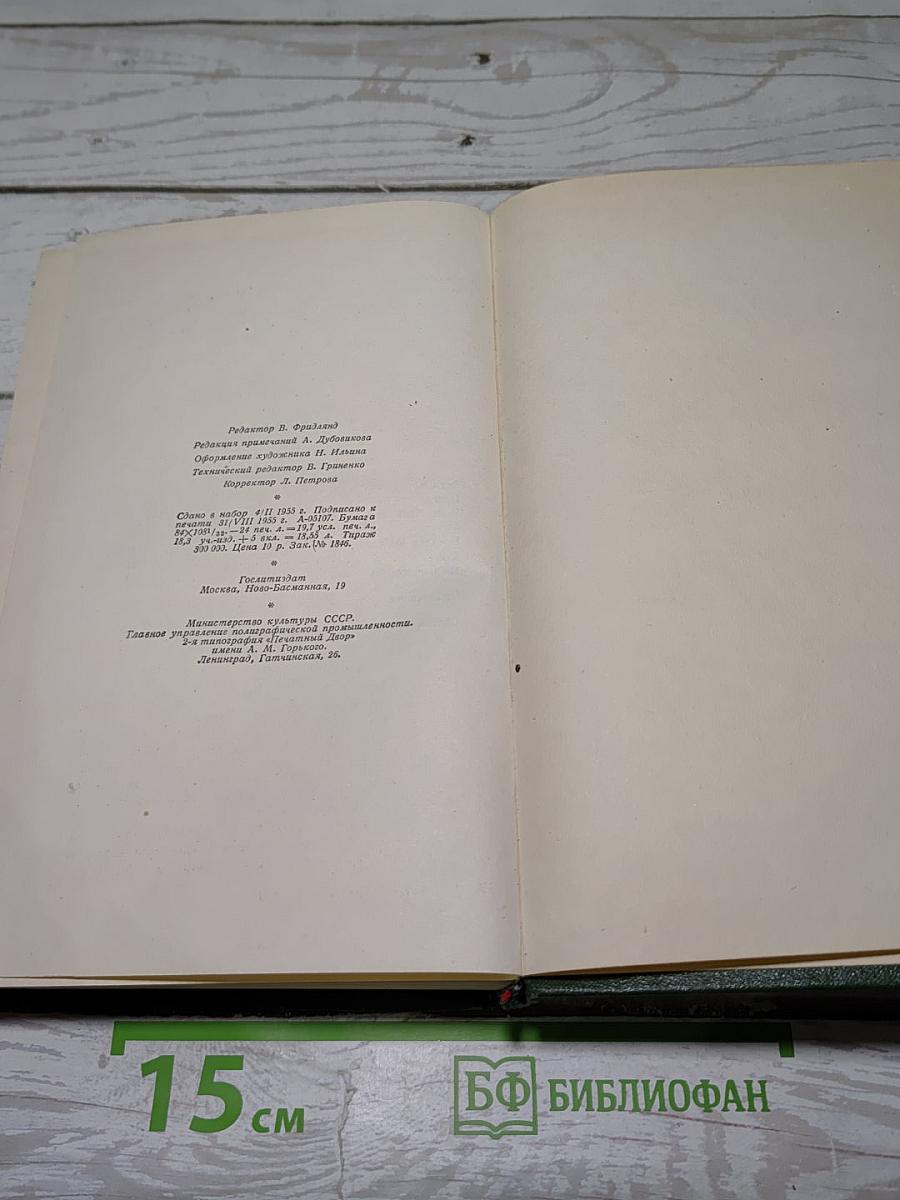 Редактор В. Фридлянд
Редакция примечаний А. Дубовикова
Оформление художника Н. Ильина
Технический редактор В. Гриненко
Корректор Л. Петрова
*
Сдано в набор 4/II 1955 г. Подписано к
печати 31/VIII 1955 г. А-05107. Бумага
84×108¹/₃₂.—24 печ. л.=19,7 усл. печ. л.,
18,3 уч.-изд. + 5 вкл. = 18,55 л. Тираж
300 000. Цена 10 р. Зак. № 1846.
*
Гослитиздат
Москва, Ново-Басманная, 19
*
Министерство культуры СССР.
Главное управление полиграфической промышленности.
2-я типография «Печатный Двор»
имени А. М. Горького.
Ленинград, Гатчинская, 26.
15 см
БФ БИБЛИОФАН